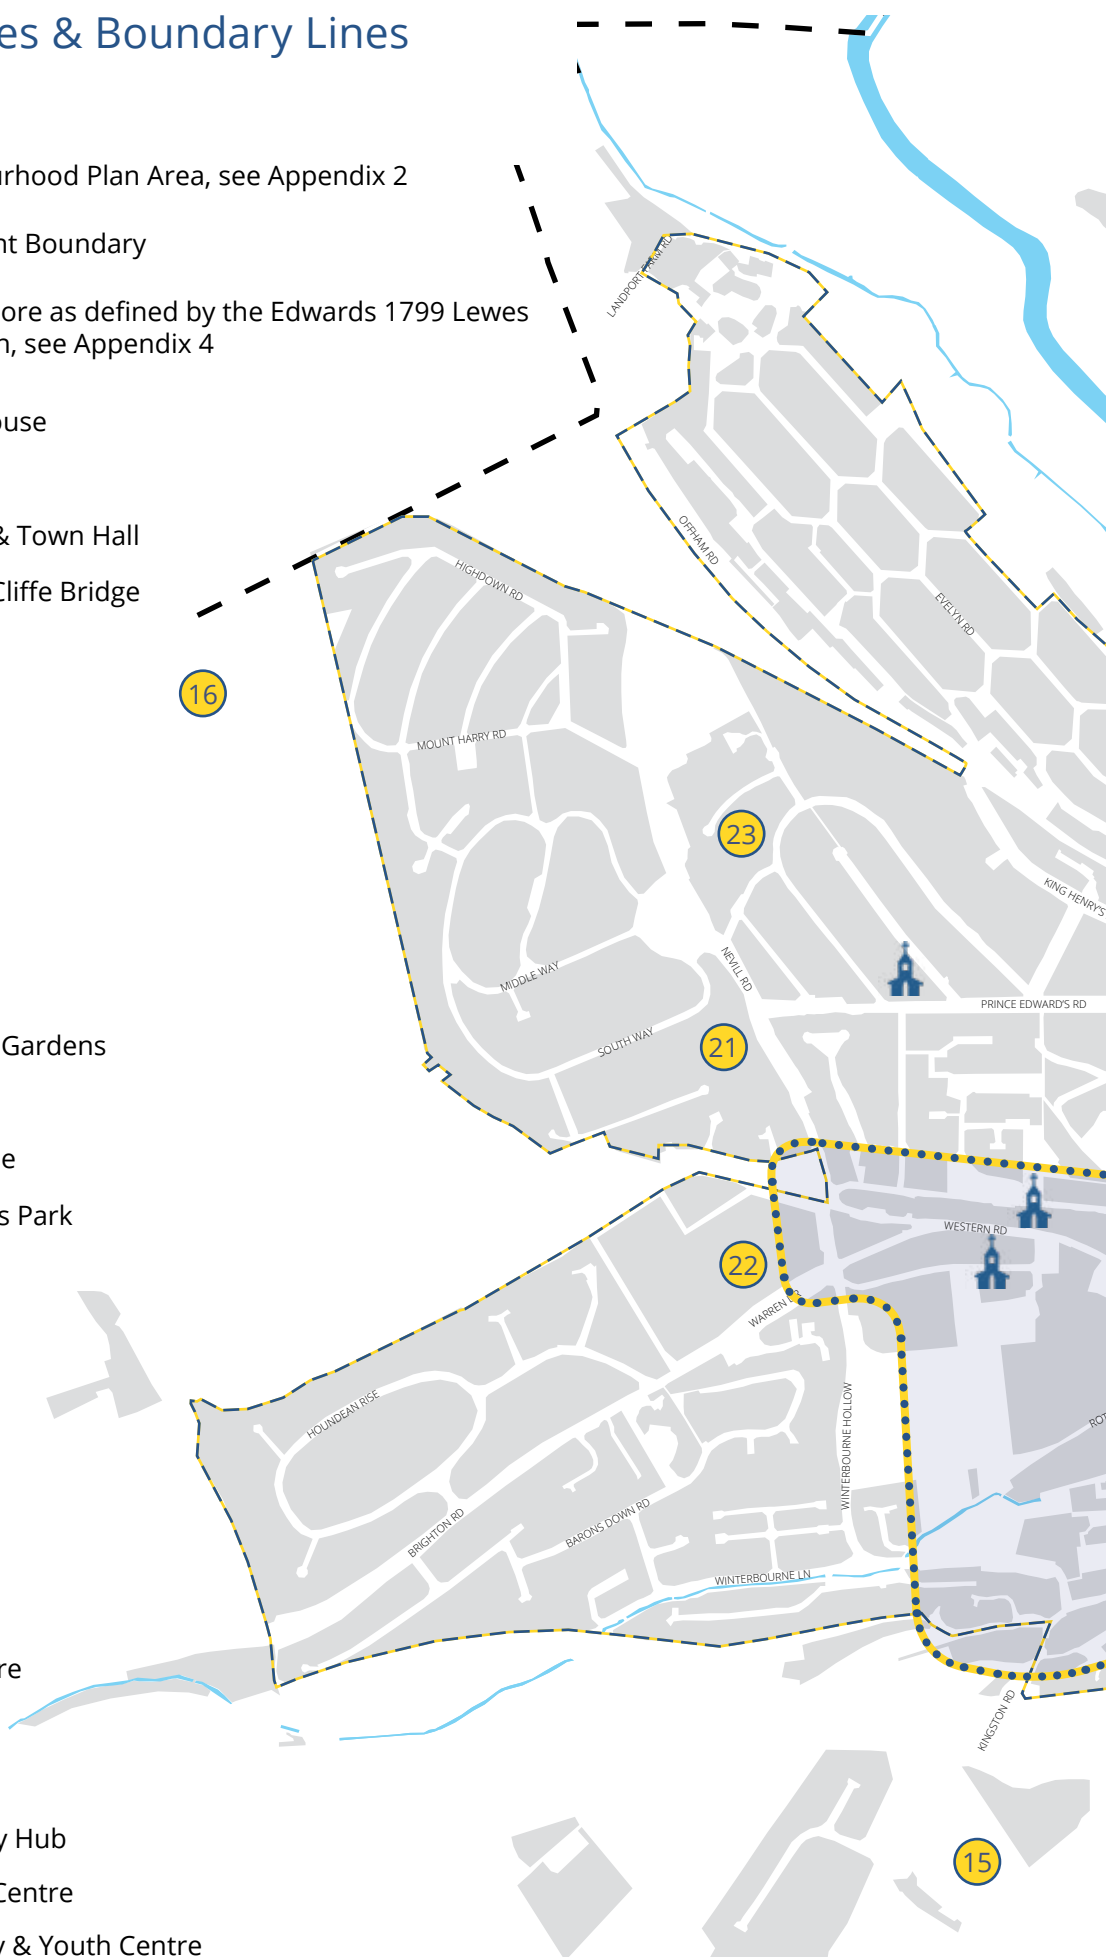 es & Boundary Lines
urhood Plan Area, see Appendix 2
nt Boundary
ore as defined by the Edwards 1799 Lewes
n, see Appendix 4
ouse
& Town Hall
Cliffe Bridge
Gardens
e
s Park
re
y Hub
Centre
y & Youth Centre
LANDPORT FARM RD
OFFHAM RD
HIGHDOWN RD
EVELYN RD
16
MOUNT HARRY RD
23
KING HENRY'S
MIDDLE WAY
NEVILL RD
PRINCE EDWARD'S RD
SOUTH WAY
21
WESTERN RD
22
WARREN DR
HOUNDEAN RISE
WINTERBOURNE HOLLOW
ROT
BRIGHTON RD
BARONS DOWN RD
WINTERBOURNE LN
KINGSTON RD
15